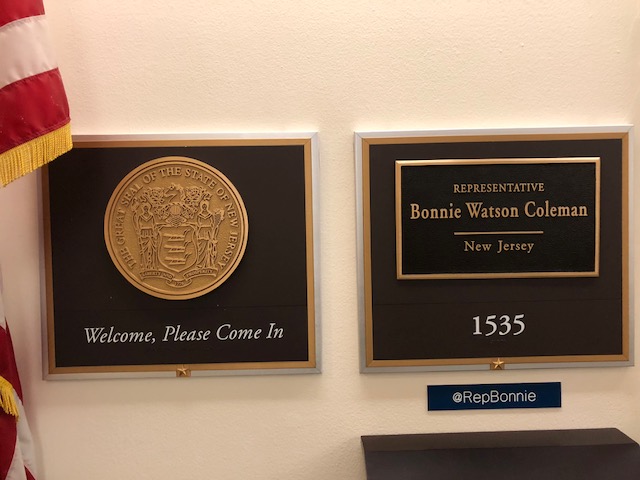 THE GREAT SEAL OF THE STATE OF NEW JERSEY
Welcome, Please Come In
REPRESENTATIVE
Bonnie Watson Coleman
New Jersey
1535
@RepBonnie